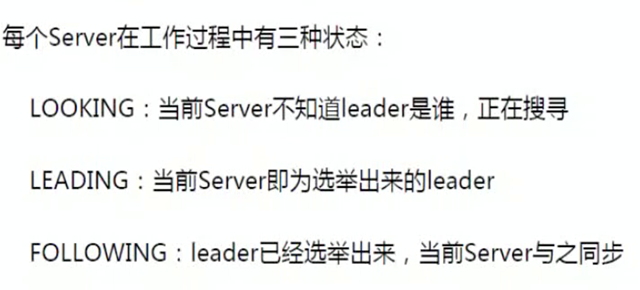 每个Server在工作过程中有三种状态：
LOOKING：当前Server不知道leader是谁，正在搜寻
LEADING：当前Server即为选举出来的leader
FOLLOWING：leader已经选举出来，当前Server与之同步